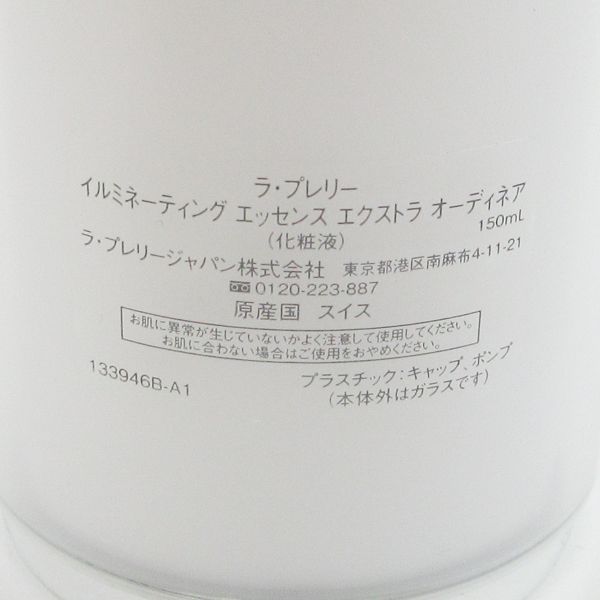 ラ・プレリー
イルミネーティング エッセンス エクストラ オーディネア
150mL
(化粧液)
ラ・プレリージャパン株式会社 東京都港区南麻布4-11-21
0120-223-887
原産国 スイス
お肌に異常が生じていないかよく注意して使用してください。
お肌に合わない場合はご使用をおやめください。
133946B-A1
プラスチック:キャップ、ポンプ
(本体外はガラスです)